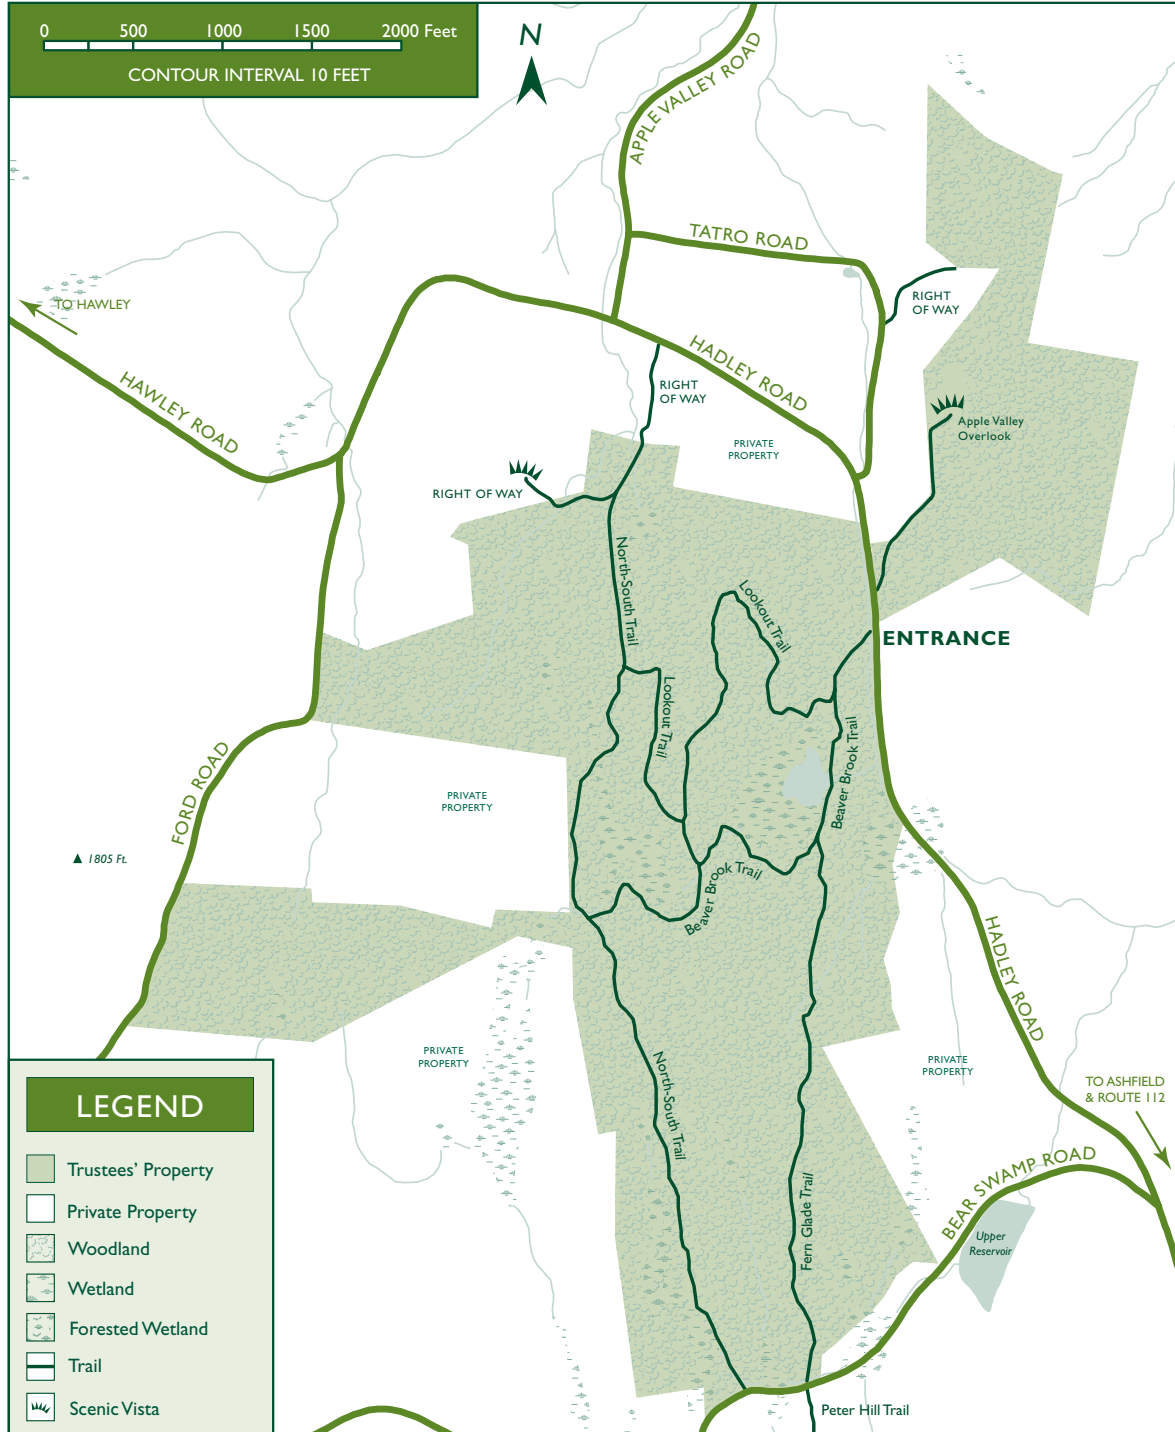 0 500 1000 1500 2000 Feet
CONTOUR INTERVAL 10 FEET
N
APPLE VALLEY ROAD
TATRO ROAD
RIGHT
OF WAY
TO HAWLEY
HAWLEY ROAD
HADLEY ROAD
RIGHT
OF WAY
PRIVATE
PROPERTY
Apple Valley
Overlook
RIGHT OF WAY
North-South Trail
Lookout Trail
ENTRANCE
Lookout Trail
Beaver Brook Trail
FORD ROAD
PRIVATE
PROPERTY
1805 Ft.
Beaver Brook Trail
HADLEY ROAD
PRIVATE
PROPERTY
PRIVATE
PROPERTY
North-South Trail
TO ASHFIELD
& ROUTE 112
BEAR SWAMP ROAD
Fern Glade Trail
Upper
Reservoir
Peter Hill Trail
LEGEND
Trustees' Property
Private Property
Woodland
Wetland
Forested Wetland
Trail
Scenic Vista